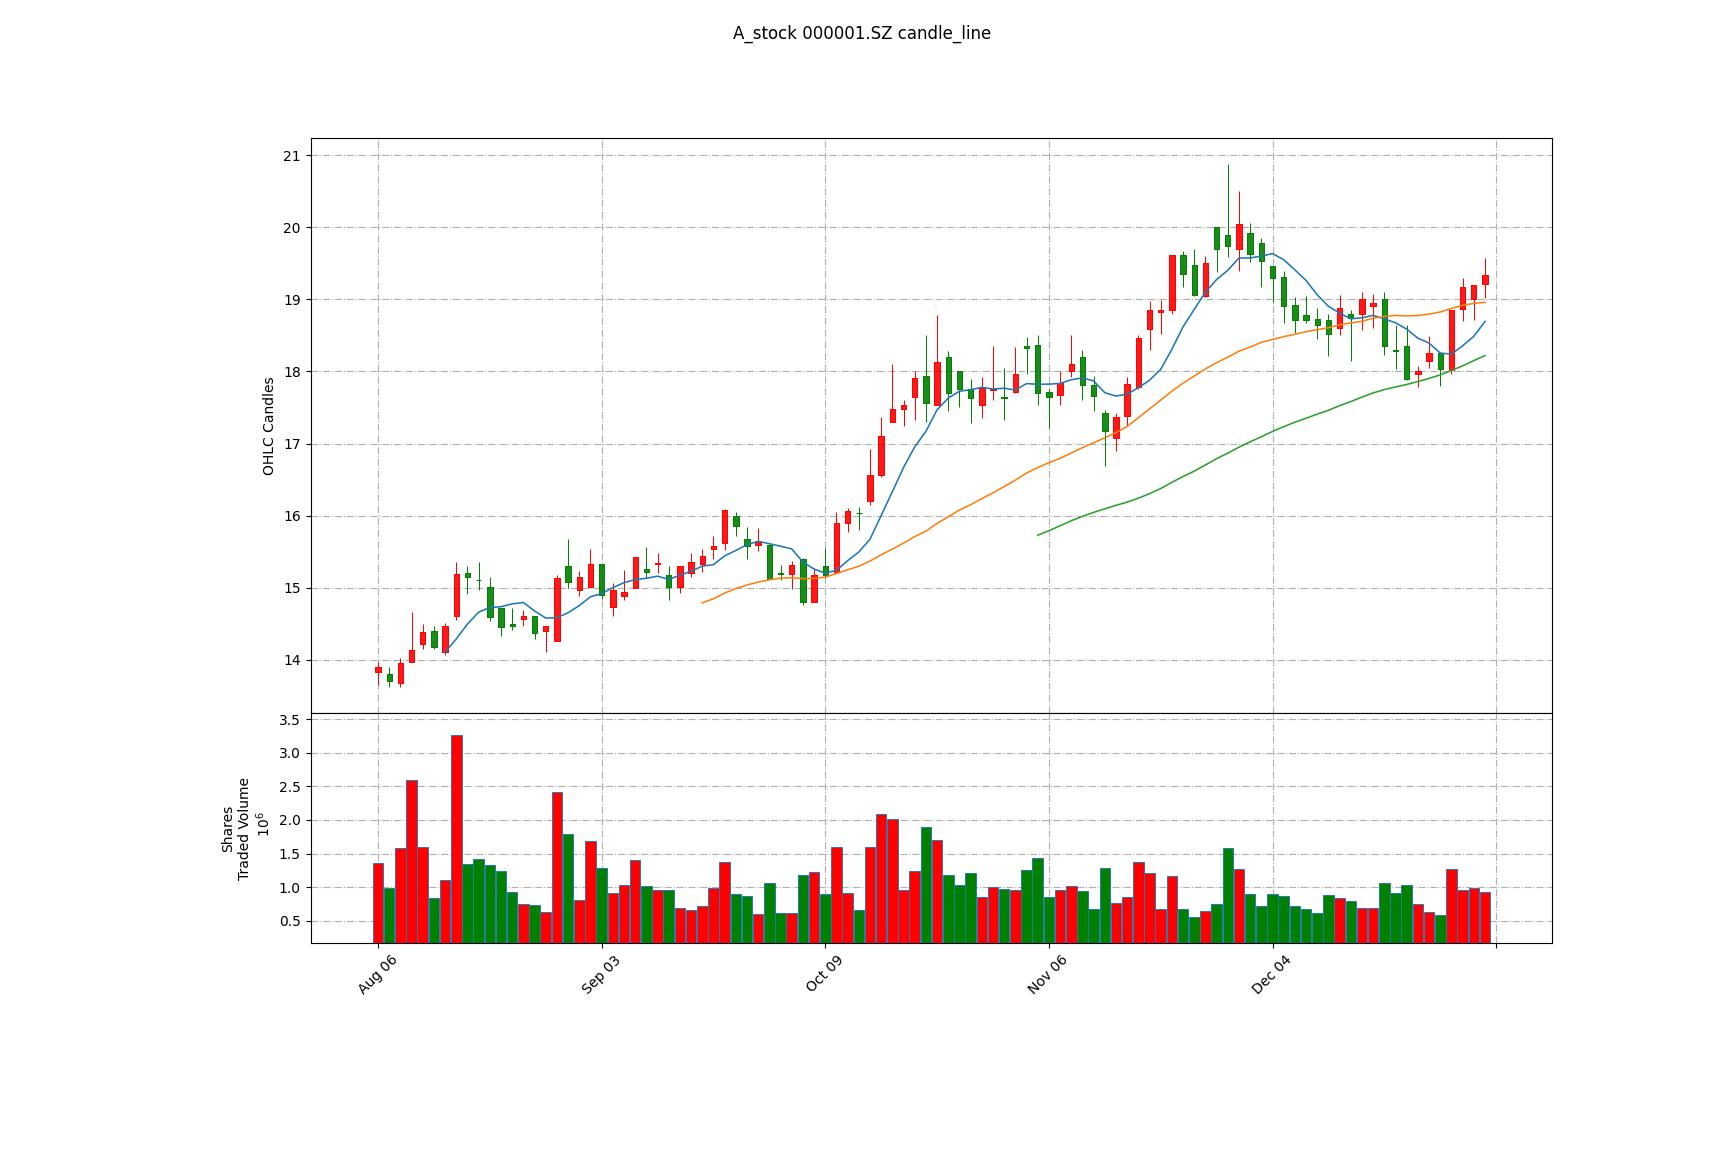 A_stock 000001.SZ candle_line
OHLC Candles
21
20
19
18
17
16
15
14
Shares
Traded Volume
10⁶
3.5
3.0
2.5
2.0
1.5
1.0
0.5
Aug 06
Sep 03
Oct 09
Nov 06
Dec 04